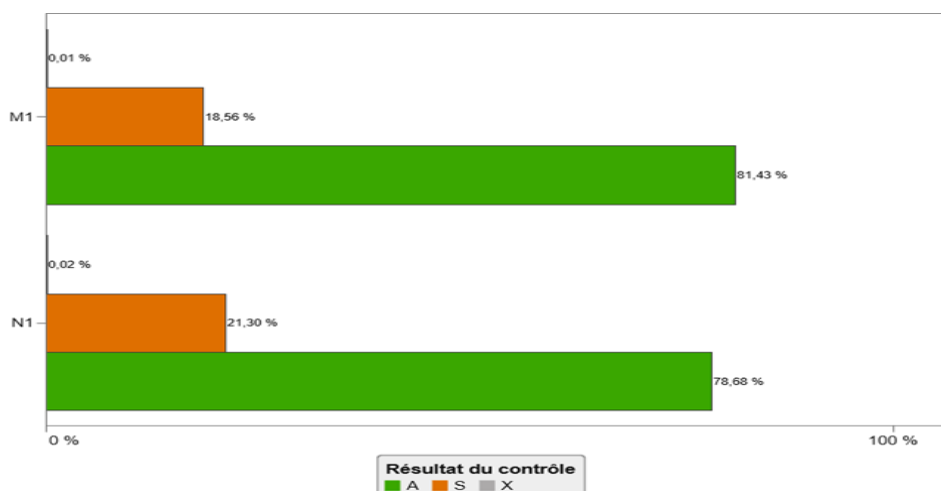 0,01 %
M1
18,56 %
81,43 %
0,02 %
N1
21,30 %
78,68 %
0 %
100 %
Résultat du contrôle
A S X